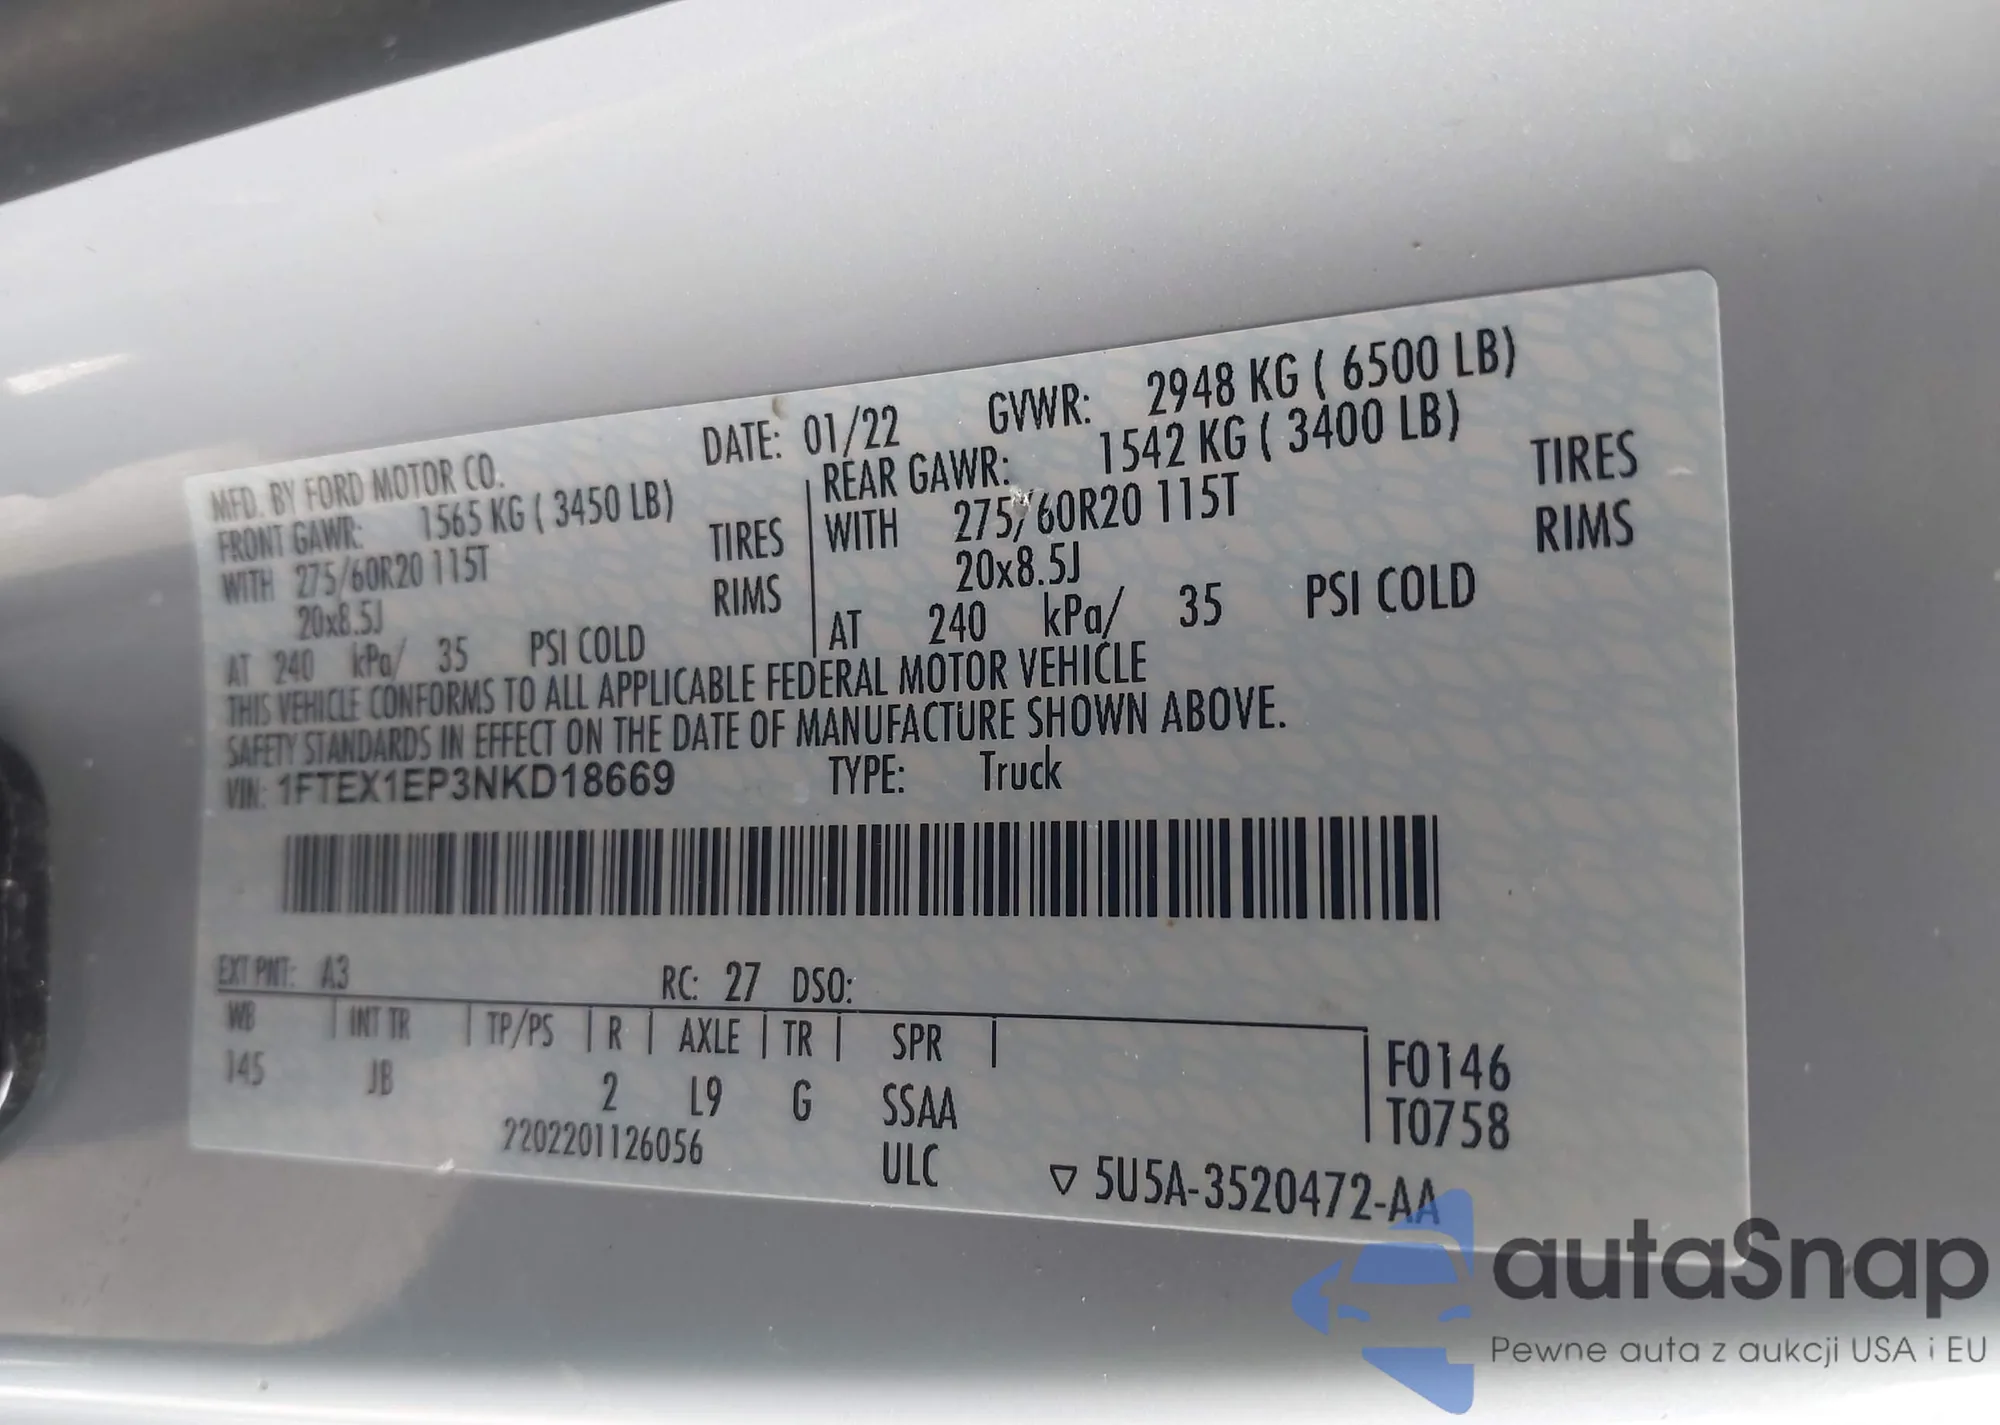 MFD. BY FORD MOTOR CO. DATE: 01/22 GVWR: 2948 KG ( 6500 LB)
FRONT GAWR: 1565 KG ( 3450 LB)
WITH 275/60R20 115T TIRES
20x8.5J RIMS
AT 240 kPa/ 35 PSI COLD
REAR GAWR: 1542 KG ( 3400 LB)
WITH 275/60R20 115T TIRES
20x8.5J RIMS
AT 240 kPa/ 35 PSI COLD
THIS VEHICLE CONFORMS TO ALL APPLICABLE FEDERAL MOTOR VEHICLE
SAFETY STANDARDS IN EFFECT ON THE DATE OF MANUFACTURE SHOWN ABOVE.
VIN: 1FTEX1EP3NKD18669 TYPE: Truck
EXT PNT: A3 RC: 27 DSO:
WB | INT TR | TP/PS | R | AXLE | TR | SPR |
145 JB 2 L9 G SSAA
F0146
T0758
2202201126056 ULC ▽ 5U5A-3520472-AA
autaSnap
Pewne auta z aukcji USA i EU